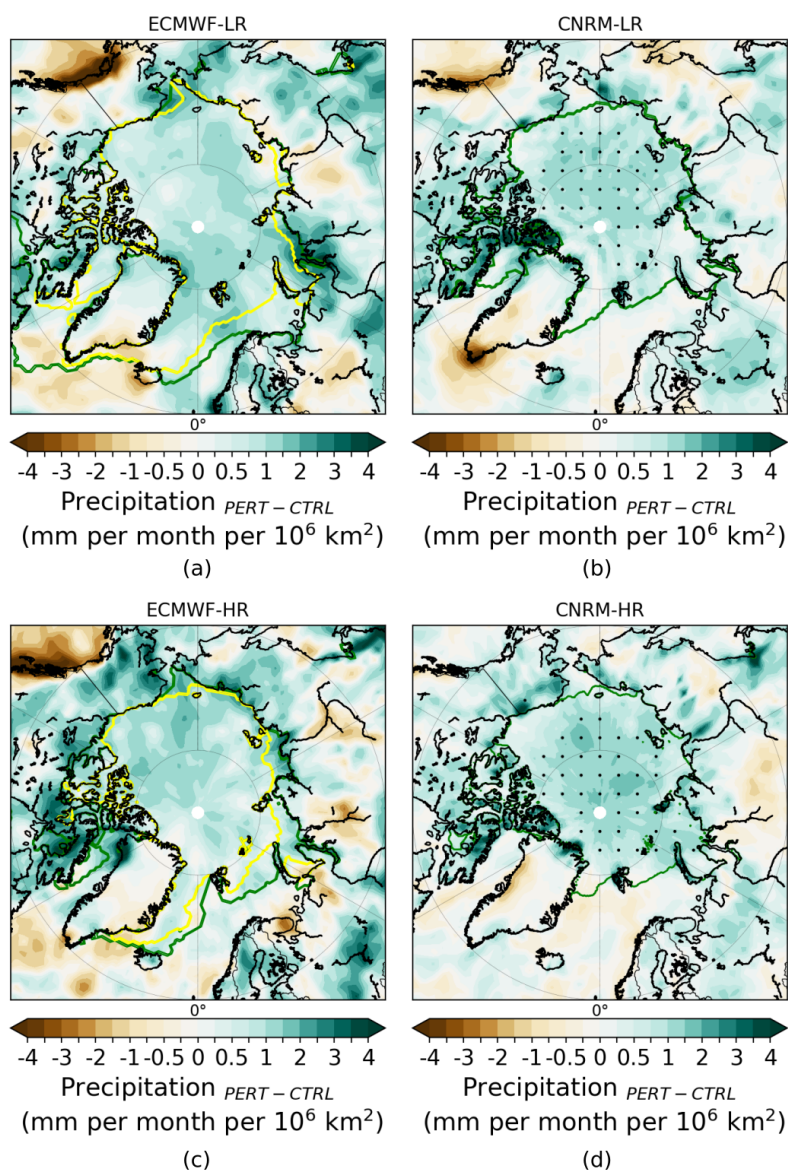 ECMWF-LR
CNRM-LR
0°
0°
-4 -3 -2 -1 -0.5 0 0.5 1 2 3 4
-4 -3 -2 -1 -0.5 0 0.5 1 2 3 4
Precipitation PERT−CTRL
(mm per month per 10⁶ km²)
Precipitation PERT−CTRL
(mm per month per 10⁶ km²)
(a)
(b)
ECMWF-HR
CNRM-HR
0°
0°
-4 -3 -2 -1 -0.5 0 0.5 1 2 3 4
-4 -3 -2 -1 -0.5 0 0.5 1 2 3 4
Precipitation PERT−CTRL
(mm per month per 10⁶ km²)
Precipitation PERT−CTRL
(mm per month per 10⁶ km²)
(c)
(d)